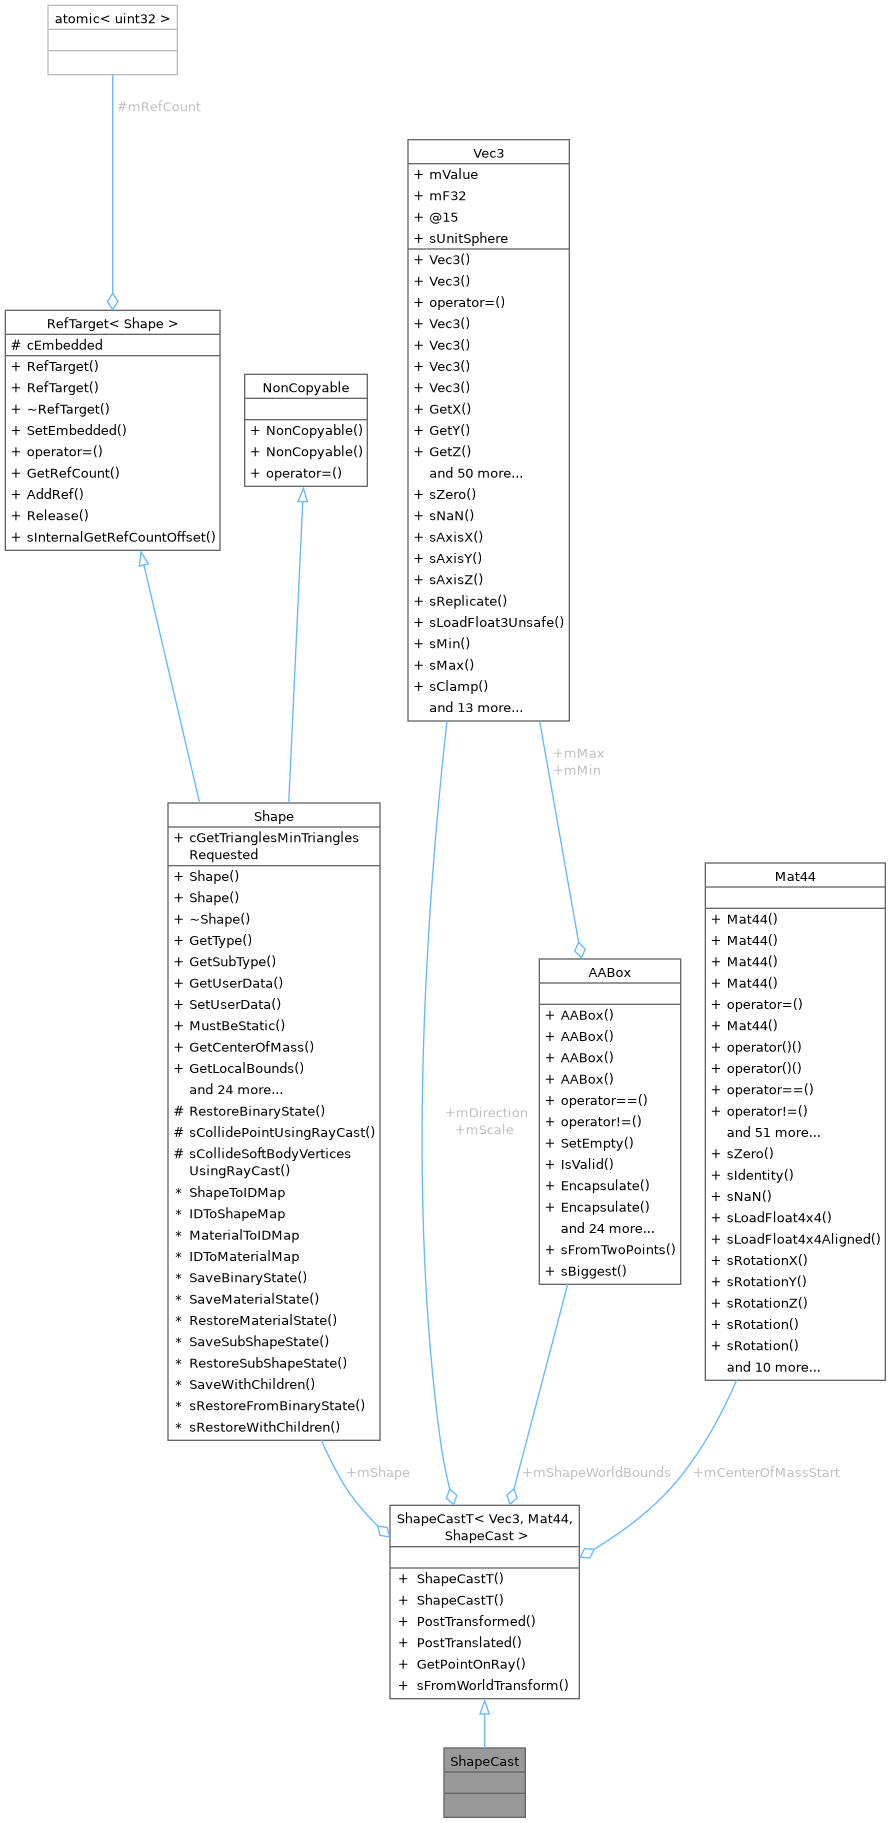 atomic< uint32 >
#mRefCount
Vec3
+ mValue
+ mF32
+ @15
+ sUnitSphere
+ Vec3()
+ Vec3()
+ operator=()
+ Vec3()
+ Vec3()
+ Vec3()
+ Vec3()
+ GetX()
+ GetY()
+ GetZ()
and 50 more...
+ sZero()
+ sNaN()
+ sAxisX()
+ sAxisY()
+ sAxisZ()
+ sReplicate()
+ sLoadFloat3Unsafe()
+ sMin()
+ sMax()
+ sClamp()
and 13 more...
RefTarget< Shape >
# cEmbedded
+ RefTarget()
+ RefTarget()
+ ~RefTarget()
+ SetEmbedded()
+ operator=()
+ GetRefCount()
+ AddRef()
+ Release()
+ sInternalGetRefCountOffset()
NonCopyable
+ NonCopyable()
+ NonCopyable()
+ operator=()
+mMax
+mMin
Shape
+ cGetTrianglesMinTriangles
Requested
+ Shape()
+ Shape()
+ ~Shape()
+ GetType()
+ GetSubType()
+ GetUserData()
+ SetUserData()
+ MustBeStatic()
+ GetCenterOfMass()
+ GetLocalBounds()
and 24 more...
# RestoreBinaryState()
# sCollidePointUsingRayCast()
# sCollideSoftBodyVertices
UsingRayCast()
* ShapeToIDMap
* IDToShapeMap
* MaterialToIDMap
* IDToMaterialMap
* SaveBinaryState()
* SaveMaterialState()
* RestoreMaterialState()
* SaveSubShapeState()
* RestoreSubShapeState()
* SaveWithChildren()
* sRestoreFromBinaryState()
* sRestoreWithChildren()
+mDirection
+mScale
AABox
+ AABox()
+ AABox()
+ AABox()
+ AABox()
+ operator==()
+ operator!=()
+ SetEmpty()
+ IsValid()
+ Encapsulate()
+ Encapsulate()
and 24 more...
+ sFromTwoPoints()
+ sBiggest()
Mat44
+ Mat44()
+ Mat44()
+ Mat44()
+ Mat44()
+ operator=()
+ Mat44()
+ operator()()
+ operator()()
+ operator==()
+ operator!=()
and 51 more...
+ sZero()
+ sIdentity()
+ sNaN()
+ sLoadFloat4x4()
+ sLoadFloat4x4Aligned()
+ sRotationX()
+ sRotationY()
+ sRotationZ()
+ sRotation()
+ sRotation()
and 10 more...
+mShape
+mShapeWorldBounds
+mCenterOfMassStart
ShapeCastT< Vec3, Mat44,
ShapeCast >
+ ShapeCastT()
+ ShapeCastT()
+ PostTransformed()
+ PostTranslated()
+ GetPointOnRay()
+ sFromWorldTransform()
ShapeCast